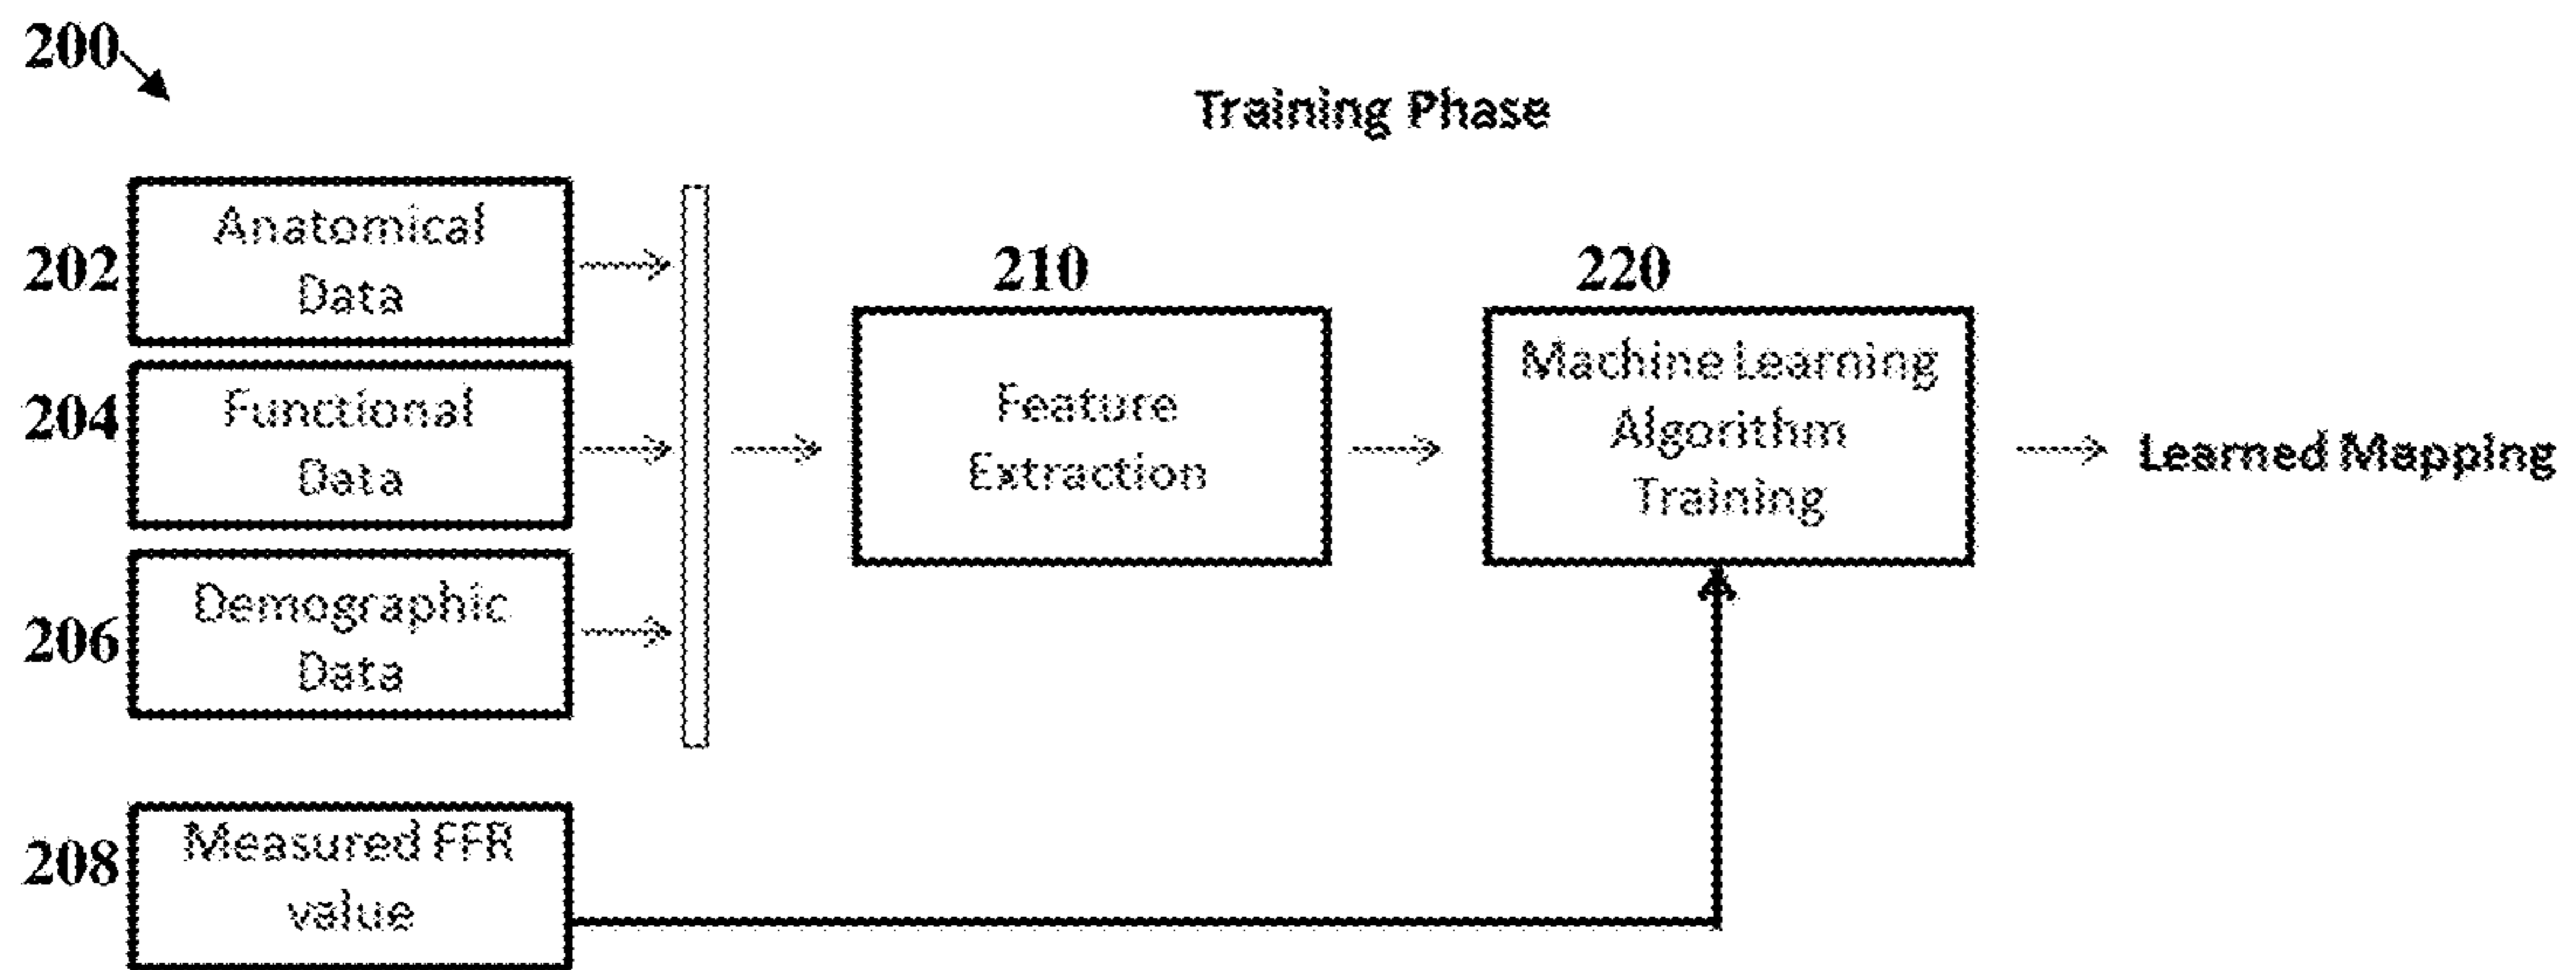 200
Training Phase
202
Anatomical
Data
204
Functional
Data
206
Demographic
Data
208
Measured FFR
value
210
Feature
Extraction
220
Machine Learning
Algorithm
Training
Learned Mapping